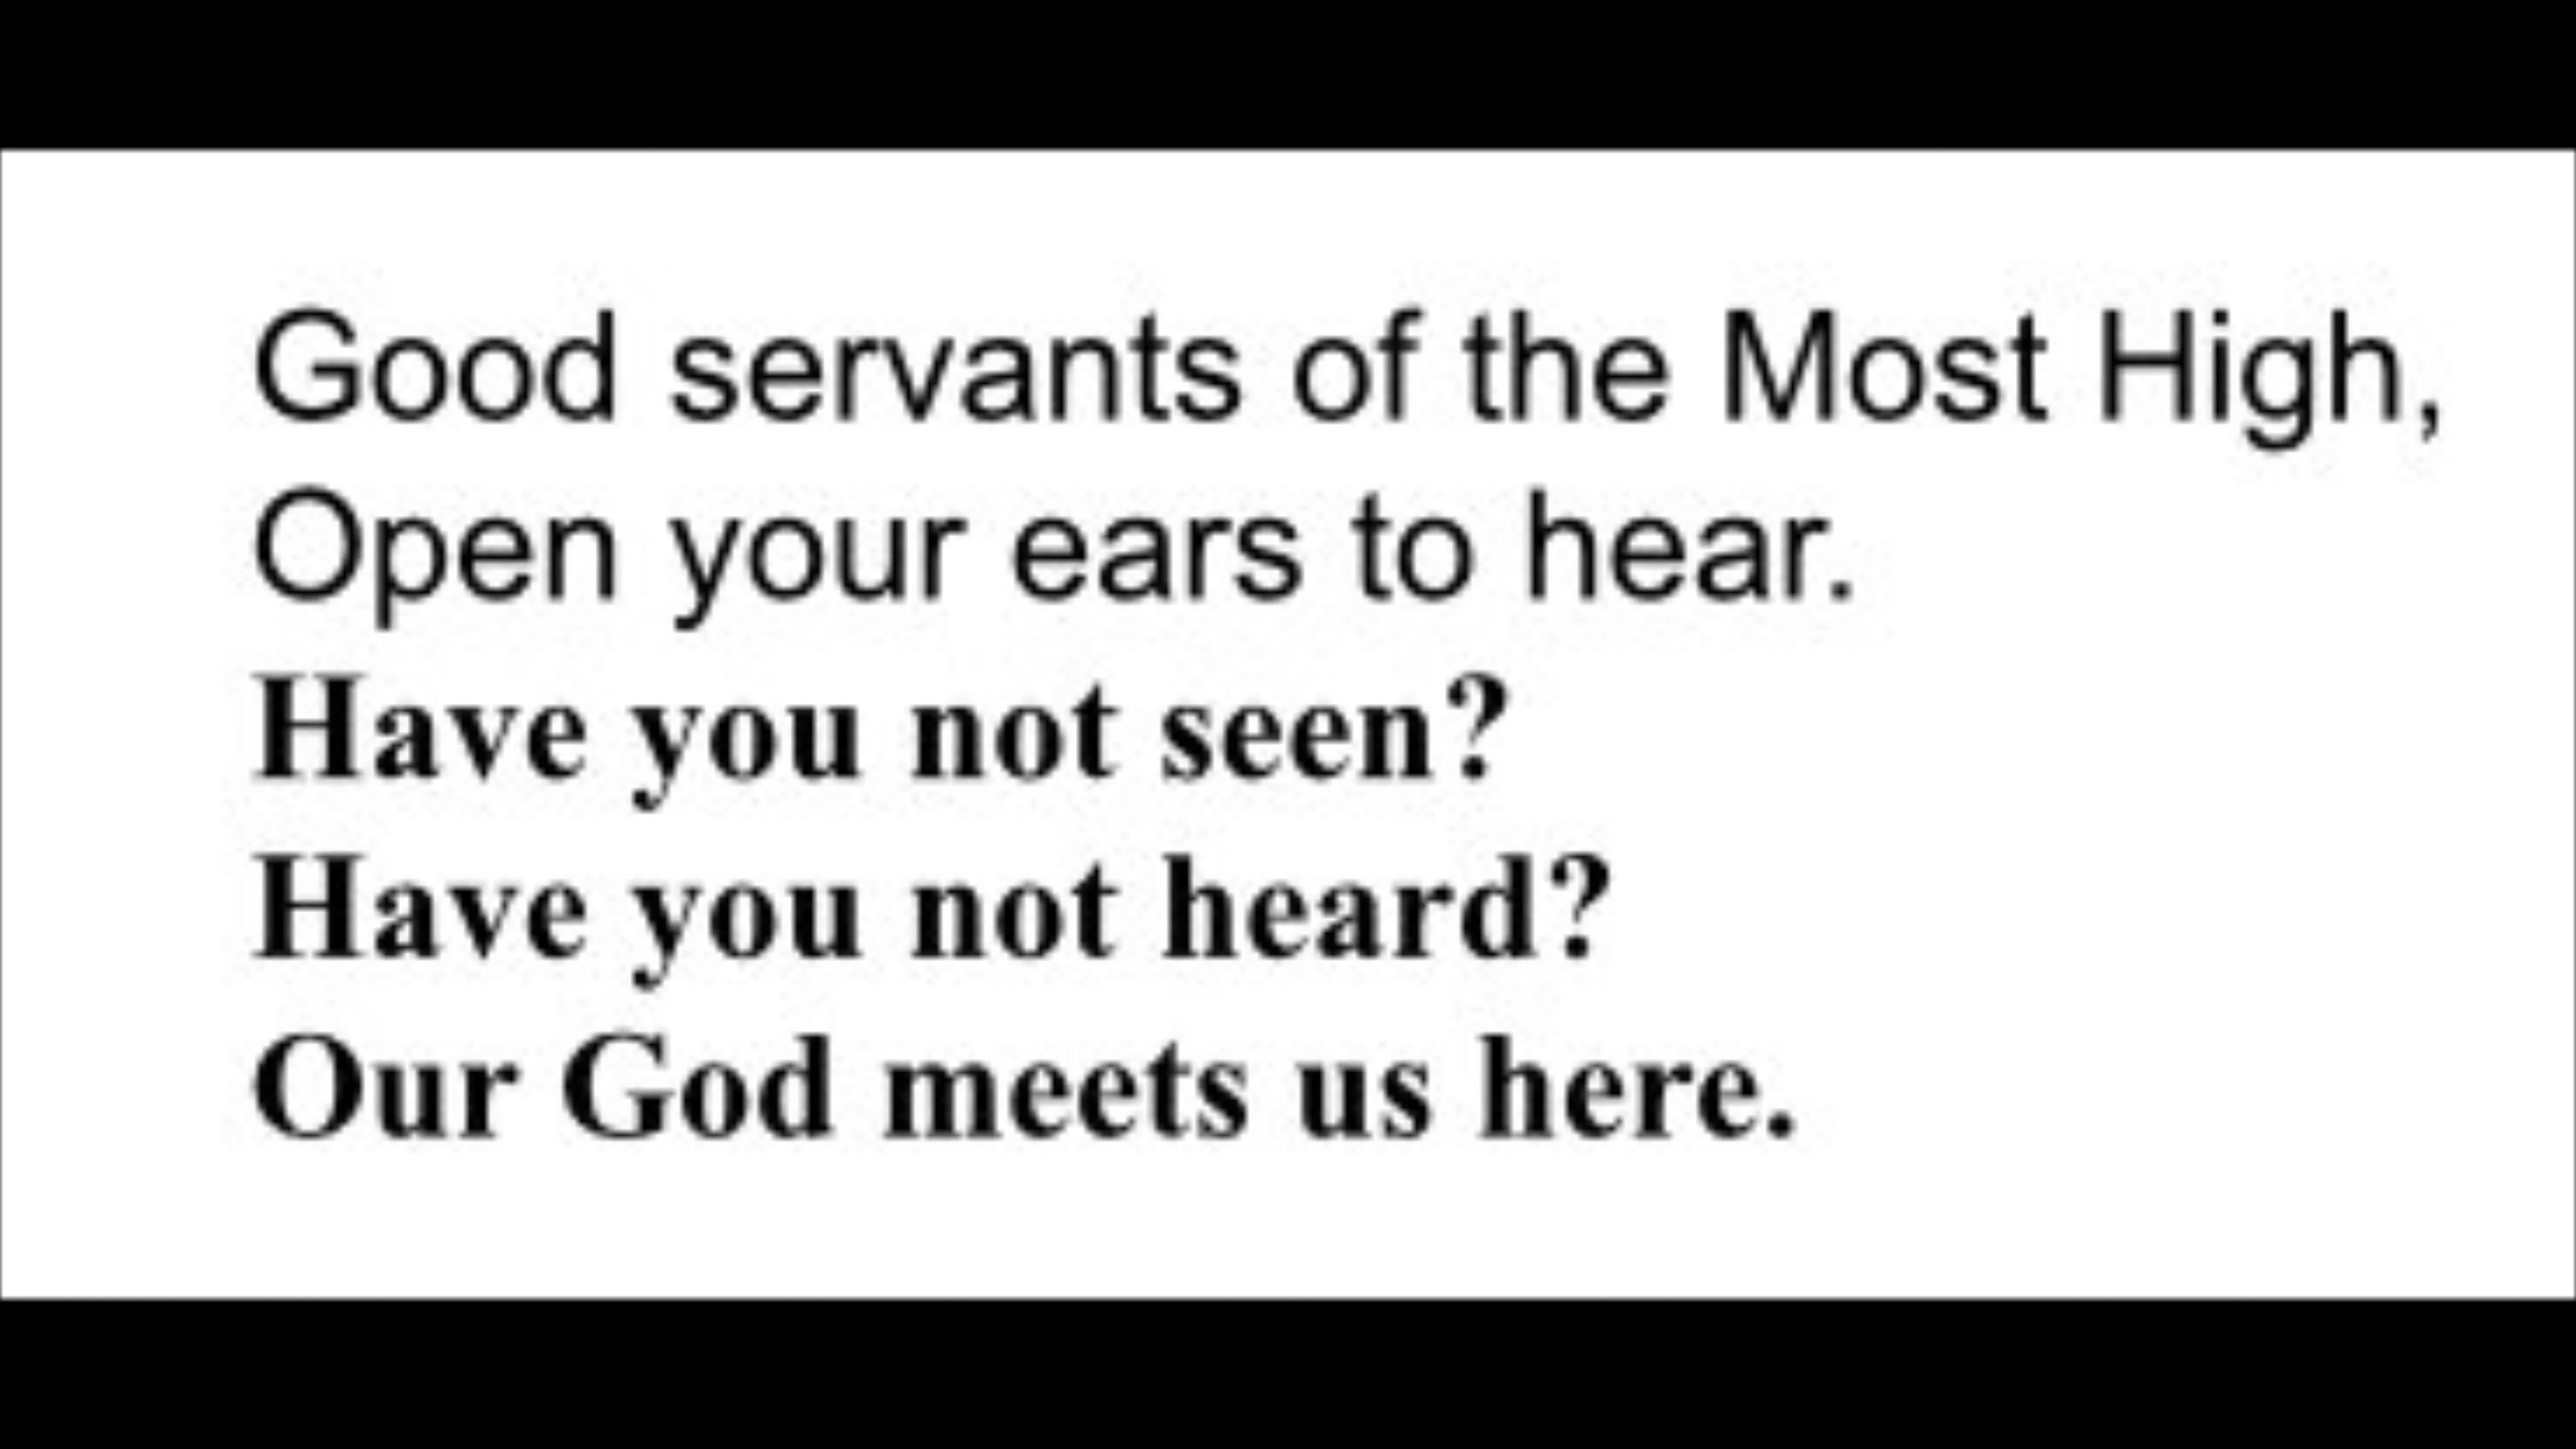 Good servants of the Most High,
Open your ears to hear.
Have you not seen?
Have you not heard?
Our God meets us here.